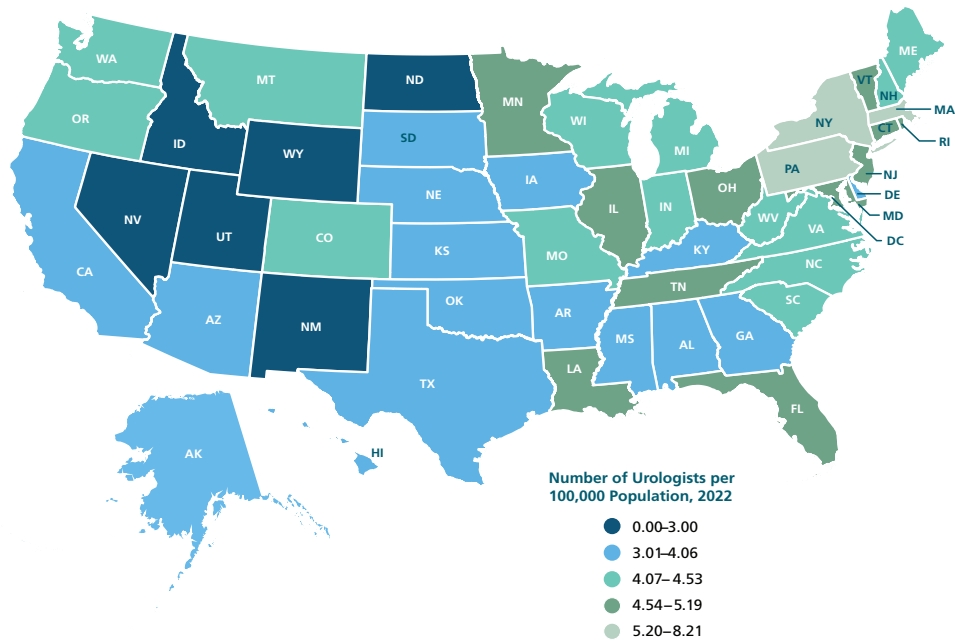 WA
ME
MT
ND
VT
MN
NH
OR
SD
WI
NY
MA
CT
ID
WY
MI
RI
PA
NJ
IA
OH
NE
DE
NV
IL
IN
MD
UT
CO
WV
VA
DC
KS
MO
KY
CA
NC
TN
OK
SC
AZ
NM
AR
MS
AL
GA
LA
TX
FL
HI
AK
Number of Urologists per
100,000 Population, 2022
0.00–3.00
3.01–4.06
4.07–4.53
4.54–5.19
5.20–8.21